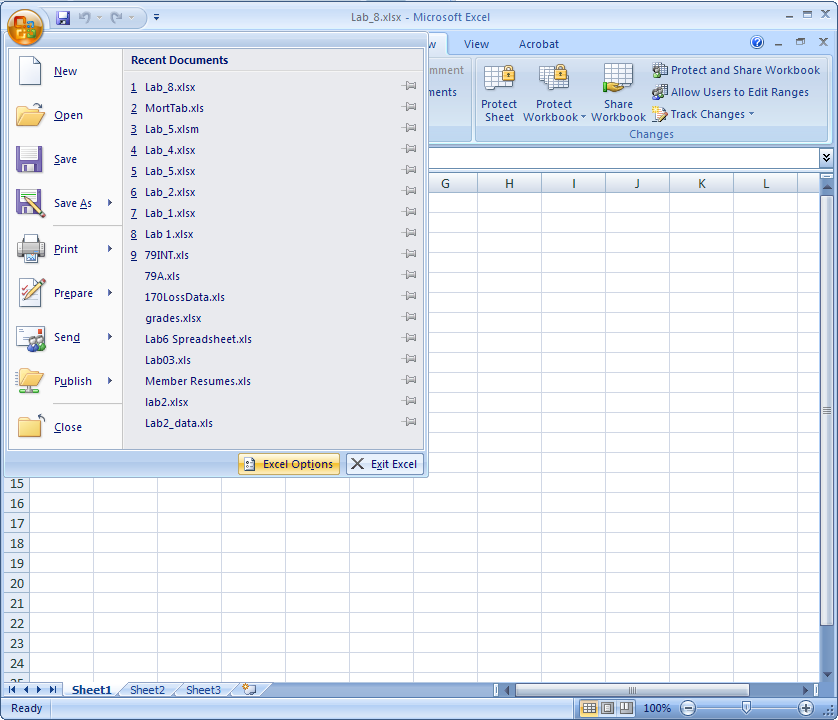 Lab_8.xlsx - Microsoft Excel
w View Acrobat
New
Open
Save
Save As
Print
Prepare
Send
Publish
Close
Recent Documents
1 Lab_8.xlsx
2 MortTab.xls
3 Lab_5.xlsm
4 Lab_4.xlsx
5 Lab_5.xlsx
6 Lab_2.xlsx
7 Lab_1.xlsx
8 Lab 1.xlsx
9 79INT.xls
79A.xls
170LossData.xls
grades.xlsx
Lab6 Spreadsheet.xls
Lab03.xls
Member Resumes.xls
lab2.xlsx
Lab2_data.xls
Excel Options Exit Excel
mment
ments
Protect Sheet
Protect Workbook
Share Workbook
Protect and Share Workbook
Allow Users to Edit Ranges
Track Changes
Changes
G H I J K L
15
16
17
18
19
20
21
22
23
24
25
Sheet1 Sheet2 Sheet3
Ready 100%